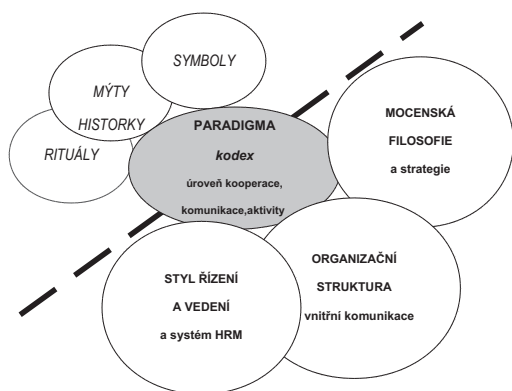 SYMBOLY
MÝTY
HISTORKY
RITUÁLY
PARADIGMA
kodex
úroveň kooperace,
komunikace,aktivity
MOCENSKÁ
FILOSOFIE
a strategie
STYL ŘÍZENÍ
A VEDENÍ
a systém HRM
ORGANIZAČNÍ
STRUKTURA
vnitřní komunikace